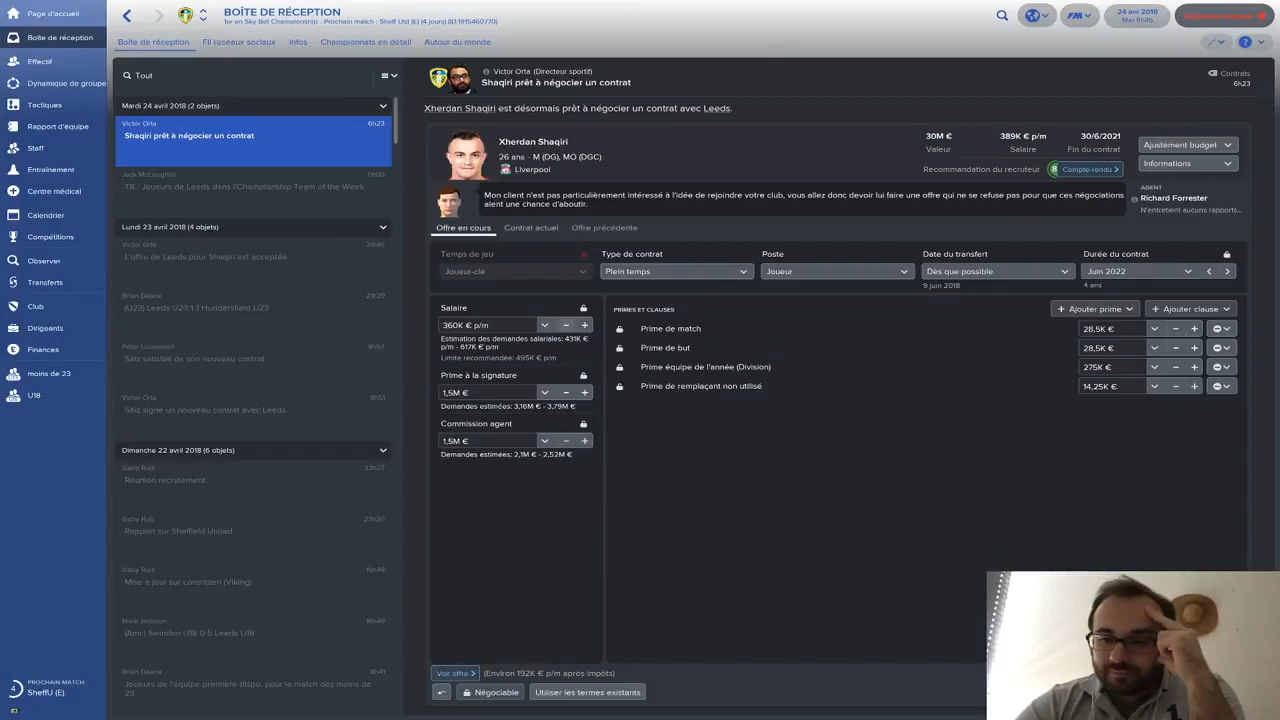 Page d'accueil
BOÎTE DE RÉCEPTION
1er en Sky Bet Championship - Prochain match : Sheff Utd (E) (4 jours) (ID:1915460770)
24 avr 2018
Mar 6h45
Boîte de réception
Effectif
Dynamique de groupe
Tactiques
Rapport d'équipe
Staff
Entraînement
Centre médical
Calendrier
Compétitions
Observer
Transferts
Club
Dirigeants
Finances
moins de 23
U18
PROCHAIN MATCH
SheffU (E)
Boîte de réception
Fil réseaux sociaux
Infos
Championnats en détail
Autour du monde
Tout
Mardi 24 avril 2018 (2 objets)
Victor Orta 6h23
Shaqiri prêt à négocier un contrat
Jack McLoughlin 0h00
TR : Joueurs de Leeds dans l'Championship Team of the Week
Lundi 23 avril 2018 (4 objets)
Victor Orta
L'offre de Leeds pour Shaqiri est acceptée
Brian Deane 21h39
(U23) Leeds U23 1-1 Huddersfield U23
Peter Lockwood
Sáiz satisfait de son nouveau contrat
Victor Orta 8h51
Sáiz signe un nouveau contrat avec Leeds
Dimanche 22 avril 2018 (6 objets)
Gaby Ruiz
Réunion recrutement
Gaby Ruiz 23h20
Rapport sur Sheffield United
Gaby Ruiz 16h48
Mise à jour sur Lorentzen (Viking)
Mark Jackson 16h49
(Amc) Swindon U18 0-5 Leeds U18
Brian Deane
Joueurs de l'équipe première dispo. pour le match des moins de
23
Victor Orta (Directeur sportif)
Shaqiri prêt à négocier un contrat
Contrats
6h23
Xherdan Shaqiri est désormais prêt à négocier un contrat avec Leeds.
Xherdan Shaqiri
26 ans - M (DG), MO (DGC)
Liverpool
30M €
Valeur
389K € p/m
Salaire
30/6/2021
Fin du contrat
Recommandation du recruteur
Compte-rendu
Ajustement budget
Informations
Mon client n'est pas particulièrement intéressé à l'idée de rejoindre votre club, vous allez donc devoir lui faire une offre qui ne se refuse pas pour que ces négociations
aient une chance d'aboutir.
AGENT
Richard Forrester
N'entretient aucuns rapports...
Offre en cours
Contrat actuel
Offre précédente
Temps de jeu
Joueur-clé
Type de contrat
Plein temps
Poste
Joueur
Date du transfert
Dès que possible
9 juin 2018
Durée du contrat
Juin 2022
4 ans
Salaire
360K € p/m
Estimation des demandes salariales: 431K
€ p/m - 617K € p/m
Limite recommandée: 495K € p/m
Prime à la signature
1,5M €
Demandes estimées: 3,16M € - 3,79M €
Commission agent
1,5M €
Demandes estimées: 2,1M € - 2,52M €
PRIMES ET CLAUSES
+ Ajouter prime
+ Ajouter clause
Prime de match 28,5K €
Prime de but 28,5K €
Prime équipe de l'année (Division) 275K €
Prime de remplaçant non utilisé 14,25K €
Voir offre
(Environ 192K € p/m après impôts)
Négociable
Utiliser les termes existants